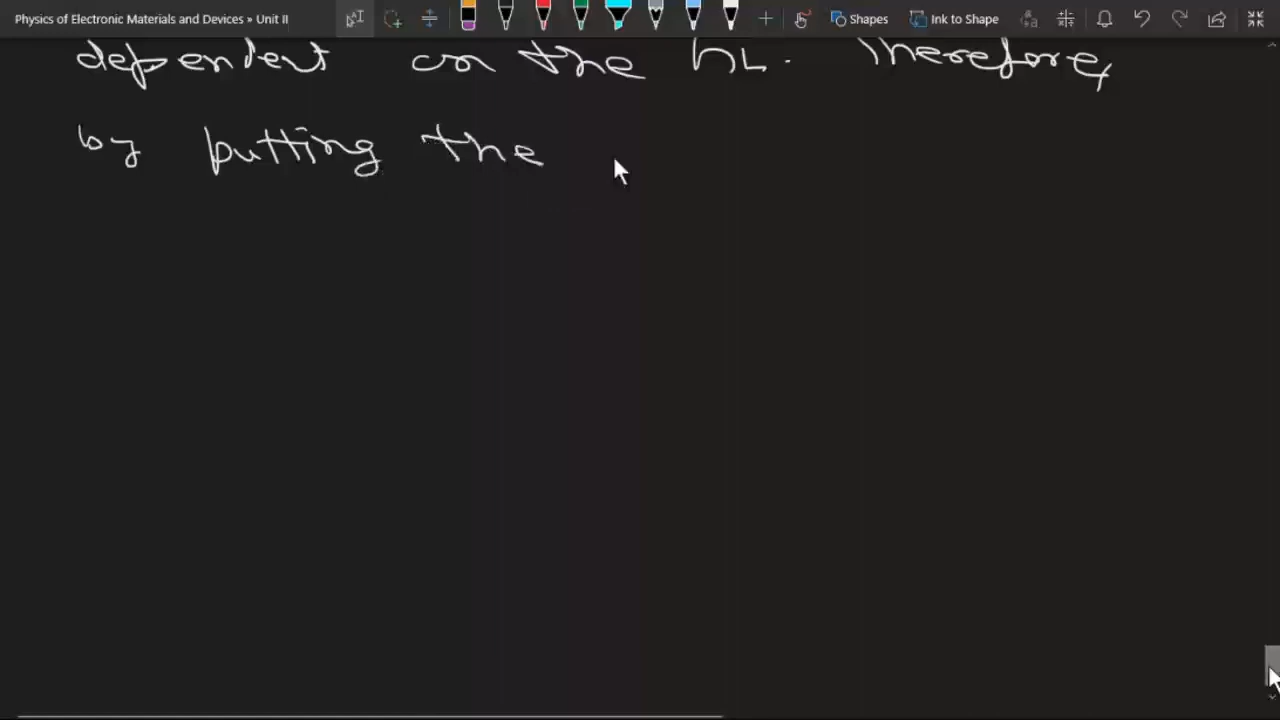 Physics of Electronic Materials and Devices » Unit II
Shapes
Ink to Shape
dependent on the Therefore,
by putting the